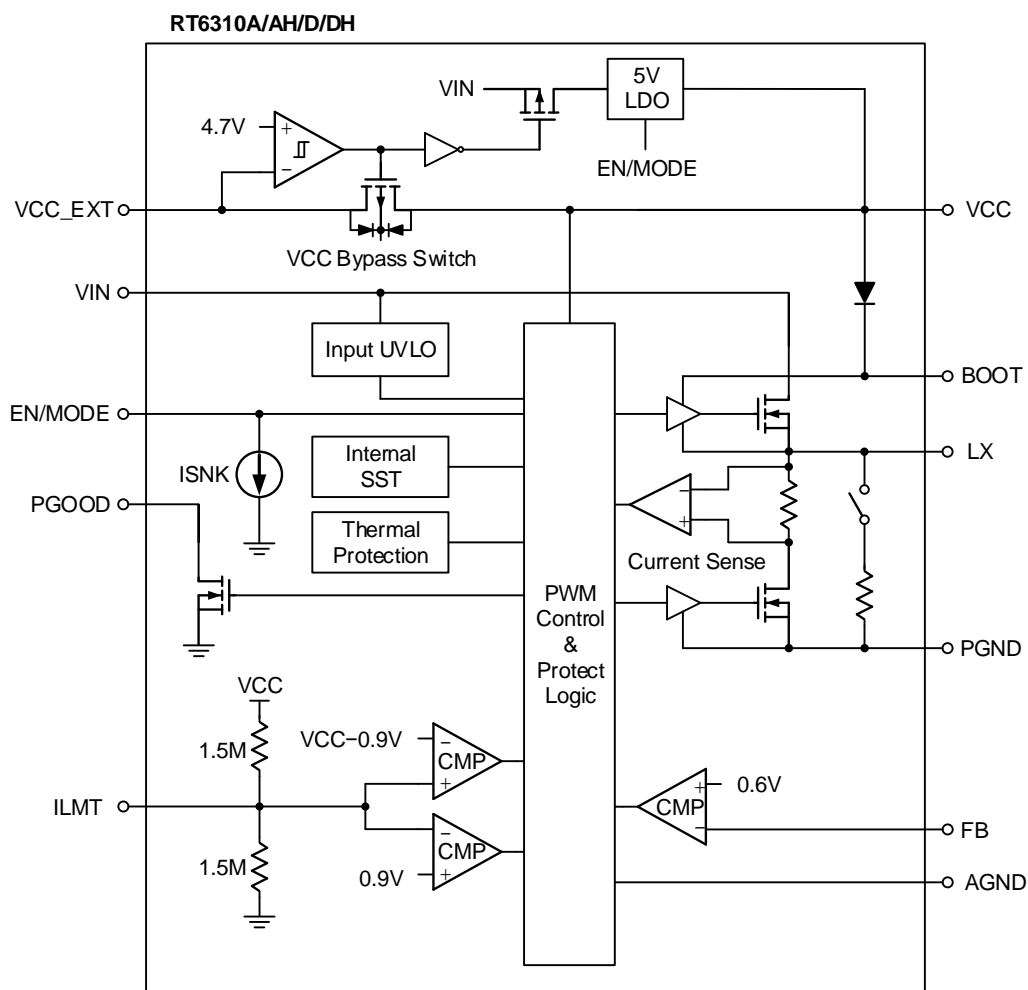 RT6310A/AH/D/DH
VIN
5V
LDO
4.7V
+
−
EN/MODE
VCC_EXT
VCC
VCC Bypass Switch
VIN
Input UVLO
BOOT
EN/MODE
LX
ISNK
Internal
SST
−
+
PGOOD
Thermal
Protection
Current Sense
PWM
Control
&
Protect
Logic
PGND
VCC
1.5M
VCC−0.9V
−
CMP
+
0.6V
+
CMP
−
ILMT
FB
1.5M
−
CMP
+
0.9V
AGND